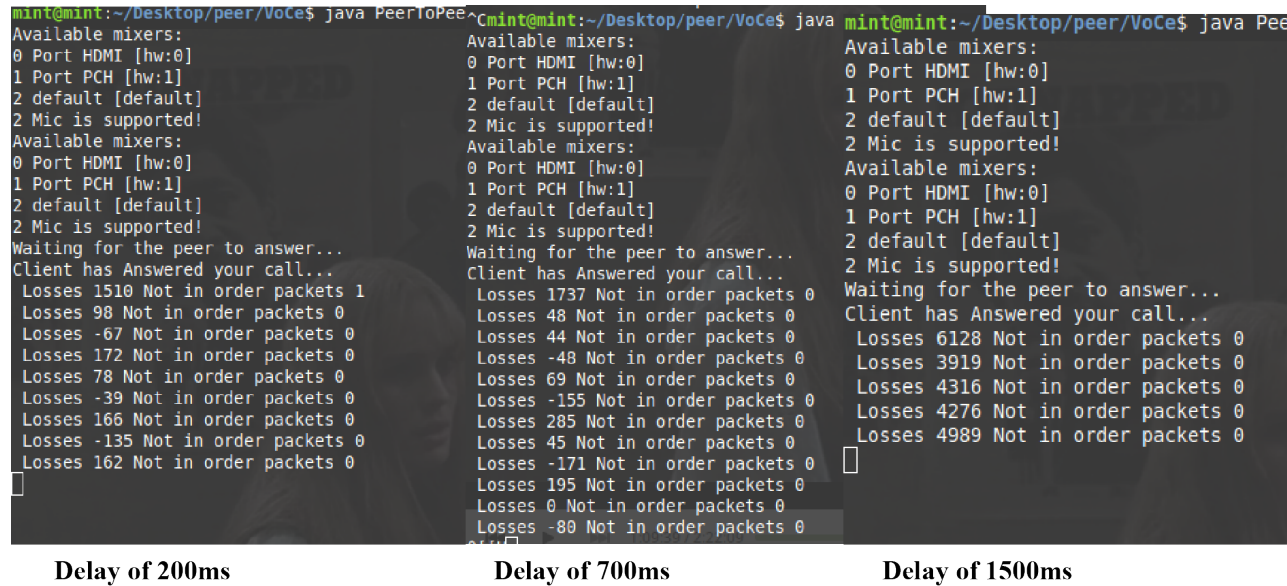 mint@mint:~/Desktop/peer/VoCe$ java PeerToPee
Available mixers:
0 Port HDMI [hw:0]
1 Port PCH [hw:1]
2 default [default]
2 Mic is supported!
Available mixers:
0 Port HDMI [hw:0]
1 Port PCH [hw:1]
2 default [default]
2 Mic is supported!
Waiting for the peer to answer...
Client has Answered your call...
Losses 1510 Not in order packets 1
Losses 98 Not in order packets 0
Losses -67 Not in order packets 0
Losses 172 Not in order packets 0
Losses 78 Not in order packets 0
Losses -39 Not in order packets 0
Losses 166 Not in order packets 0
Losses -135 Not in order packets 0
Losses 162 Not in order packets 0
Delay of 200ms
^Cmint@mint:~/Desktop/peer/VoCe$ java
Available mixers:
0 Port HDMI [hw:0]
1 Port PCH [hw:1]
2 default [default]
2 Mic is supported!
Available mixers:
0 Port HDMI [hw:0]
1 Port PCH [hw:1]
2 default [default]
2 Mic is supported!
Waiting for the peer to answer...
Client has Answered your call...
Losses 1737 Not in order packets 0
Losses 48 Not in order packets 0
Losses 44 Not in order packets 0
Losses -48 Not in order packets 0
Losses 69 Not in order packets 0
Losses -155 Not in order packets 0
Losses 285 Not in order packets 0
Losses 45 Not in order packets 0
Losses -171 Not in order packets 0
Losses 195 Not in order packets 0
Losses 0 Not in order packets 0
Losses -80 Not in order packets 0
Delay of 700ms
mint@mint:~/Desktop/peer/VoCe$ java Pee
Available mixers:
0 Port HDMI [hw:0]
1 Port PCH [hw:1]
2 default [default]
2 Mic is supported!
Available mixers:
0 Port HDMI [hw:0]
1 Port PCH [hw:1]
2 default [default]
2 Mic is supported!
Waiting for the peer to answer...
Client has Answered your call...
Losses 6128 Not in order packets 0
Losses 3919 Not in order packets 0
Losses 4316 Not in order packets 0
Losses 4276 Not in order packets 0
Losses 4989 Not in order packets 0
Delay of 1500ms